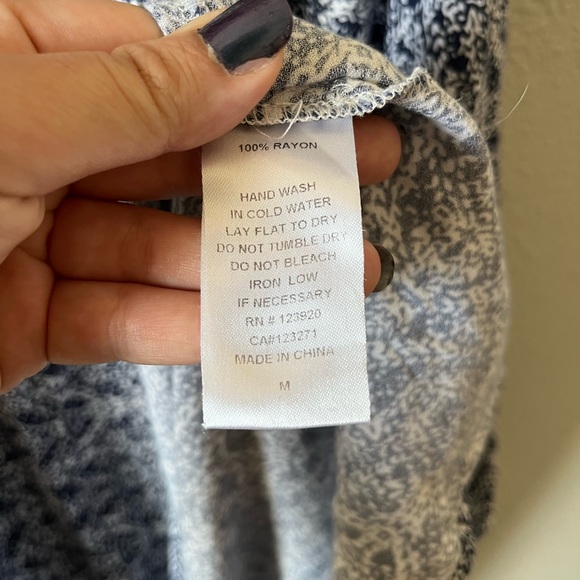 100% RAYON
HAND WASH
IN COLD WATER
LAY FLAT TO DRY
DO NOT TUMBLE DRY
DO NOT BLEACH
IRON LOW
IF NECESSARY
RN # 123920
CA#123271
MADE IN CHINA
M